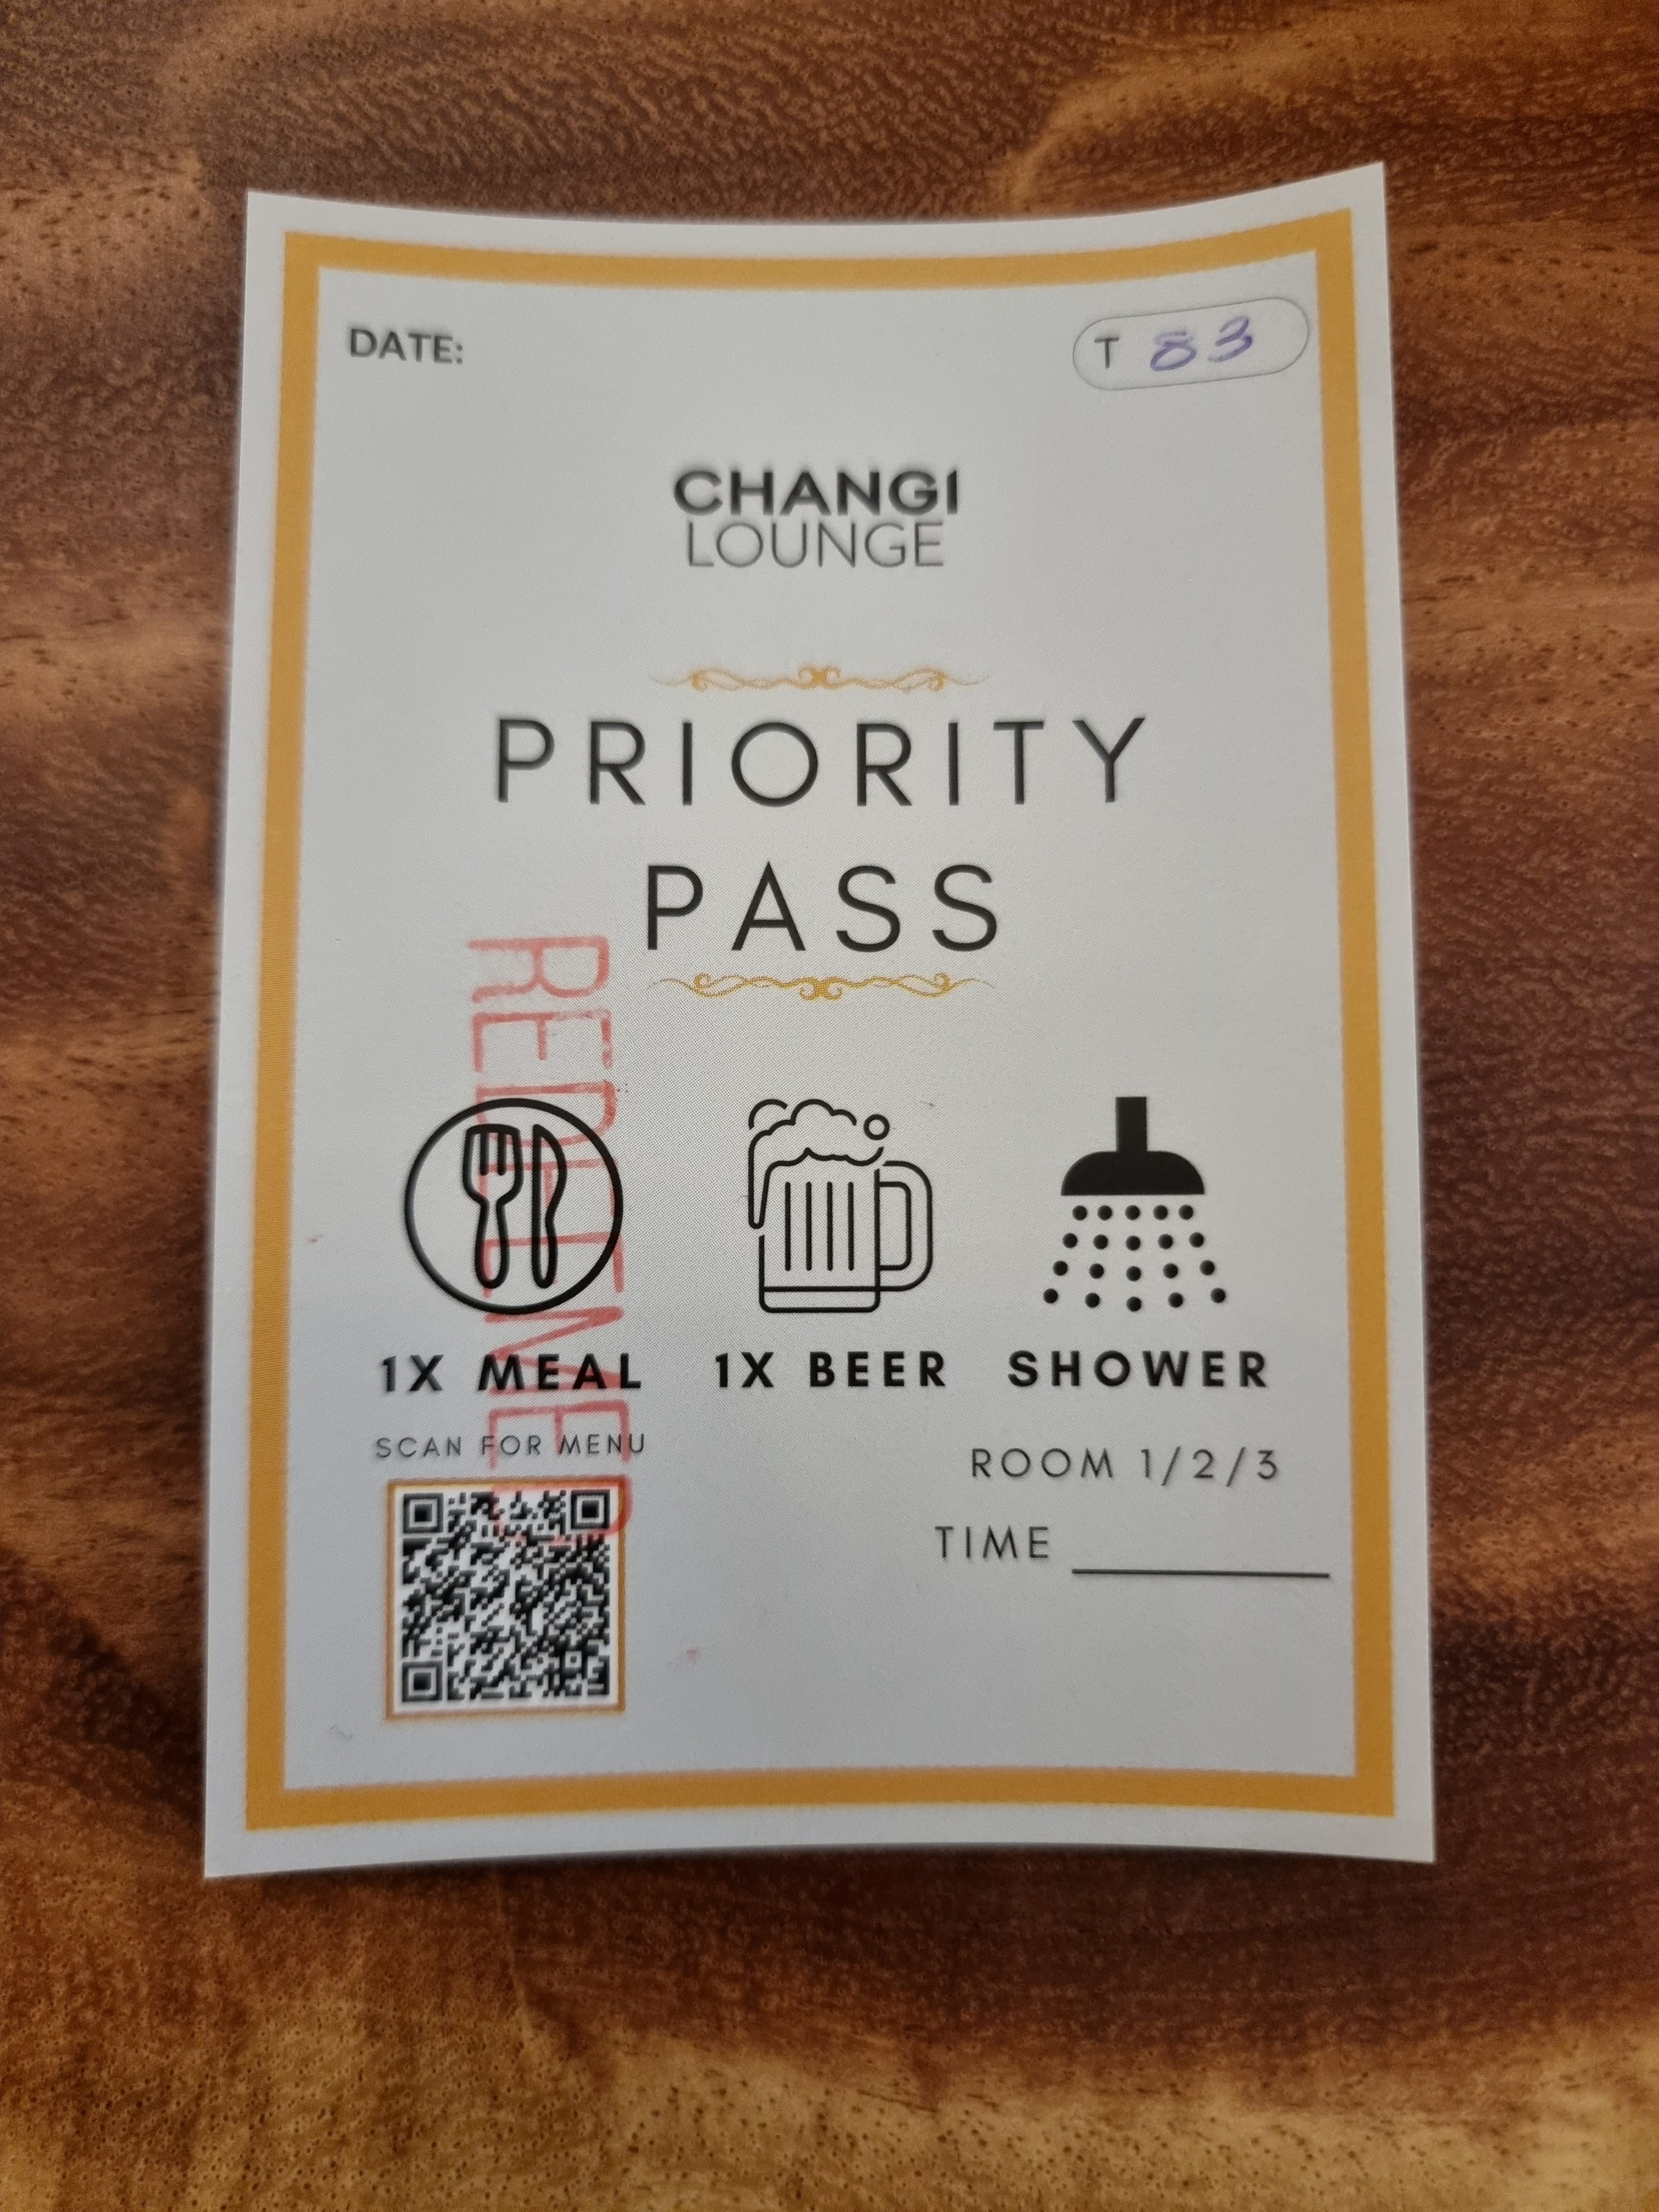 DATE:
T 83
CHANGI
LOUNGE
PRIORITY
PASS
REDEEMED
1X MEAL
1X BEER
SHOWER
SCAN FOR MENU
ROOM 1/2/3
TIME